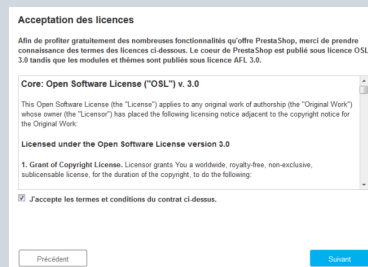 Acceptation des licences
Afin de profiter gratuitement des nombreuses fonctionnalités qu'offre PrestaShop, merci de prendre
connaissance des termes des licences ci-dessous. Le coeur de PrestaShop est publié sous licence OSL
3.0 tandis que les modules et thèmes sont publiés sous licence AFL 3.0.
Core: Open Software License ("OSL") v. 3.0
This Open Software License (the "License") applies to any original work of authorship (the "Original Work")
whose owner (the "Licensor") has placed the following licensing notice adjacent to the copyright notice for
the Original Work:
Licensed under the Open Software License version 3.0
1. Grant of Copyright License. Licensor grants You a worldwide, royalty-free, non-exclusive,
sublicensable license, for the duration of the copyright, to do the following:
J'accepte les termes et conditions du contrat ci-dessus.
Précédent
Suivant